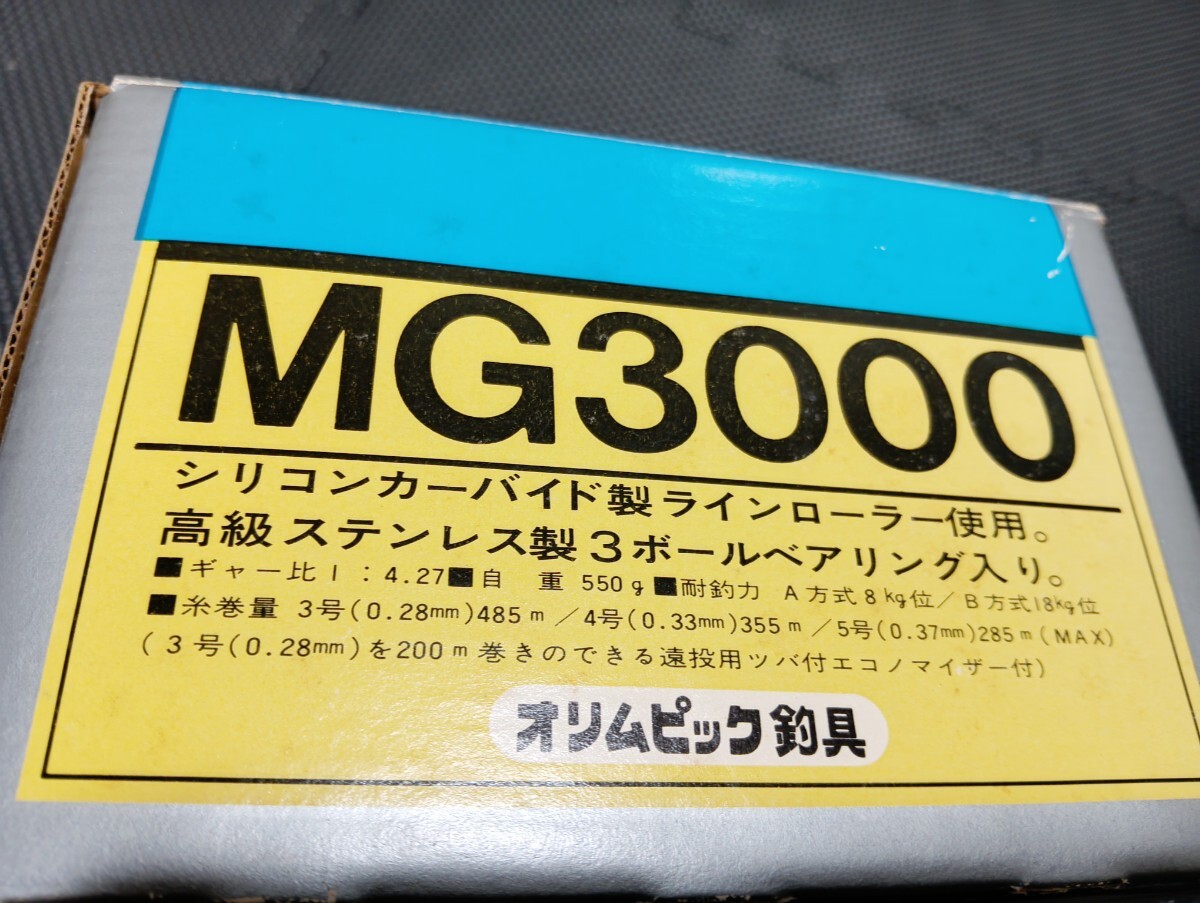 MG3000
シリコンカーバイド製ラインローラー使用。
高級ステンレス製3ボールベアリング入り。
■ギャー比1:4.27■自 重 550g■耐釣力 A方式8kg位/B方式18kg位
■糸巻量 3号(0.28mm)485m/4号(0.33mm)355m/5号(0.37mm)285m(MAX)
(3号(0.28mm)を200m巻きのできる遠投用ツバ付エコノマイザー付)
オリムピック釣具